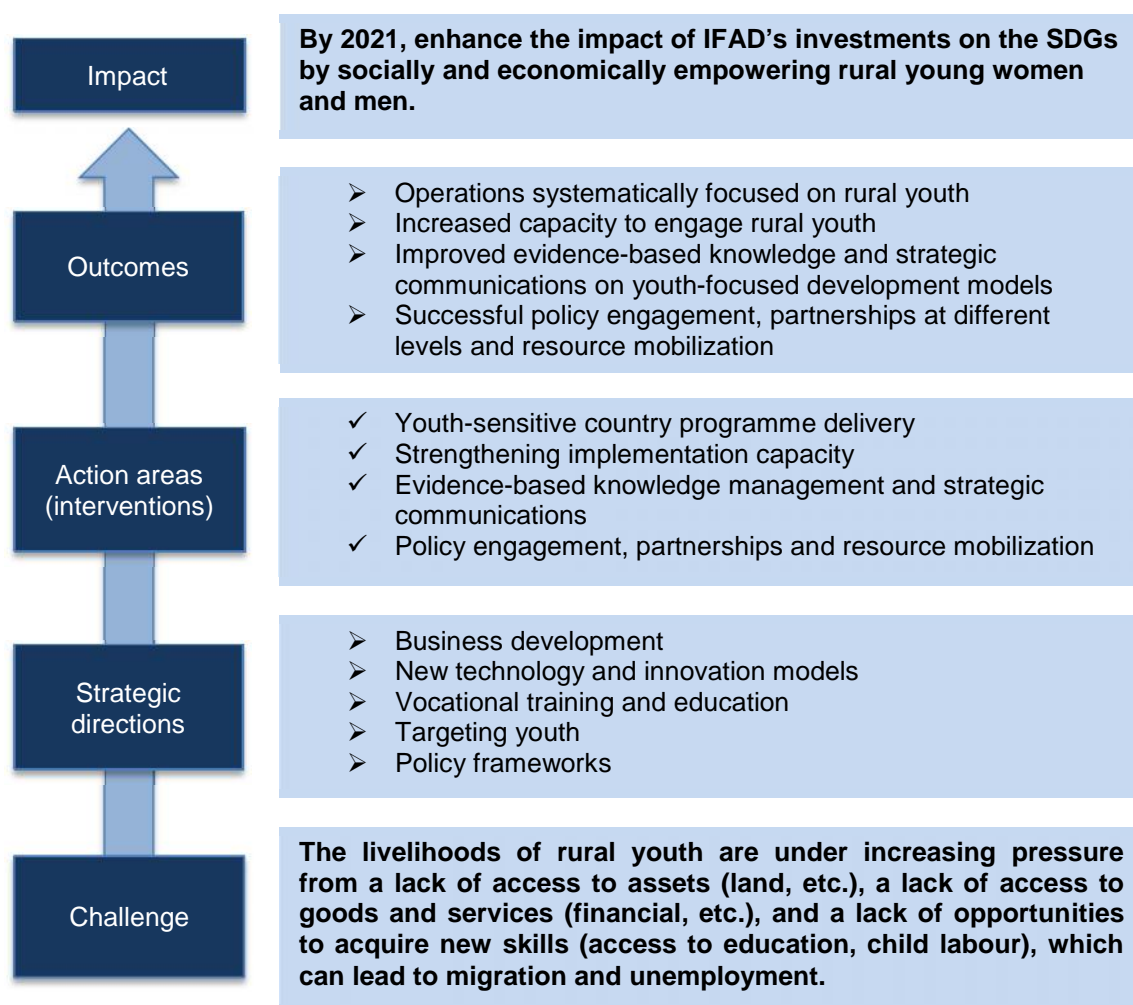 Impact
By 2021, enhance the impact of IFAD's investments on the SDGs
by socially and economically empowering rural young women
and men.
Outcomes
➢ Operations systematically focused on rural youth
➢ Increased capacity to engage rural youth
➢ Improved evidence-based knowledge and strategic
communications on youth-focused development models
➢ Successful policy engagement, partnerships at different
levels and resource mobilization
Action areas
(interventions)
✓ Youth-sensitive country programme delivery
✓ Strengthening implementation capacity
✓ Evidence-based knowledge management and strategic
communications
✓ Policy engagement, partnerships and resource mobilization
Strategic
directions
➢ Business development
➢ New technology and innovation models
➢ Vocational training and education
➢ Targeting youth
➢ Policy frameworks
Challenge
The livelihoods of rural youth are under increasing pressure
from a lack of access to assets (land, etc.), a lack of access to
goods and services (financial, etc.), and a lack of opportunities
to acquire new skills (access to education, child labour), which
can lead to migration and unemployment.